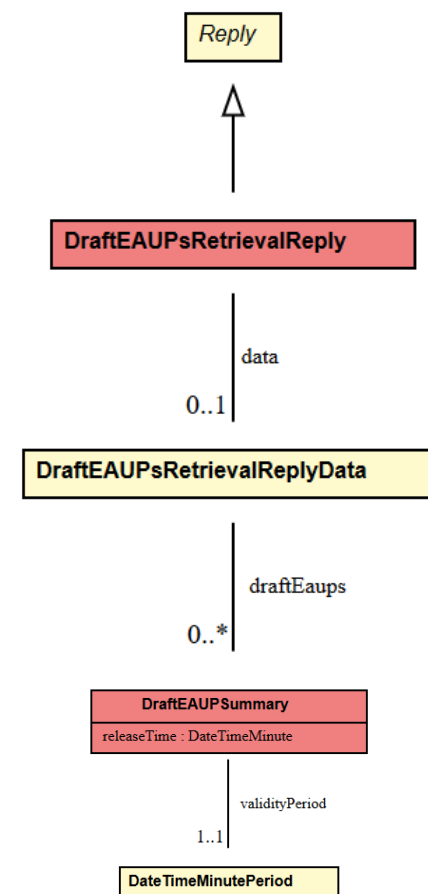 Reply
DraftEAUPsRetrievalReply
data
0..1
DraftEAUPsRetrievalReplyData
draftEaups
0..*
DraftEAUPSummary
releaseTime : DateTimeMinute
validityPeriod
1..1
DateTimeMinutePeriod